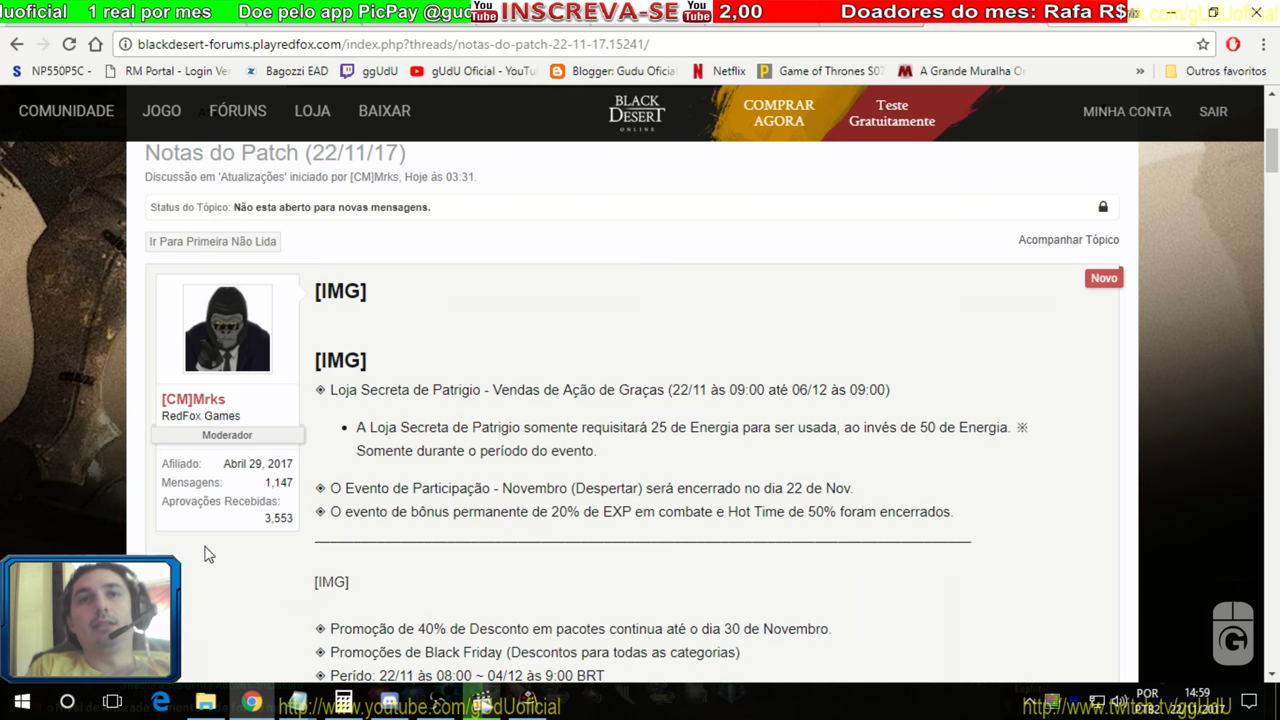 uoficial 1 real por mes Doe pelo app PicPay @gud You Tube INSCREVA-SE You Tube 2,00 Doadores do mes: Rafa R$
blackdesert-forums.playredfox.com/index.php?threads/notas-do-patch-22-11-17.15241/
NP550P5C - RM Portal - Login Ve Bagozzi EAD ggUdU gUdU Oficial - YouTu Blogger: Gudu Oficia Netflix Game of Thrones S07 A Grande Muralha Or » Outros favoritos
COMUNIDADE JOGO FÓRUNS LOJA BAIXAR BLACK DESERT ONLINE COMPRAR AGORA Teste Gratuitamente MINHA CONTA SAIR
Notas do Patch (22/11/17)
Discussão em 'Atualizações' iniciado por [CM]Mrks, Hoje ás 03:31.
Status do Tópico: Não esta aberto para novas mensagens.
Ir Para Primeira Não Lida Acompanhar Tópico
Novo
[IMG]
[IMG]
◈ Loja Secreta de Patrigio - Vendas de Ação de Graças (22/11 às 09:00 até 06/12 às 09:00)
[CM]Mrks
RedFox Games
Moderador
Afiliado: Abril 29, 2017
Mensagens: 1,147
Aprovações Recebidas:
3,553
• A Loja Secreta de Patrigio somente requisitará 25 de Energia para ser usada, ao invés de 50 de Energia. ※
Somente durante o período do evento.
◈ O Evento de Participação - Novembro (Despertar) será encerrado no dia 22 de Nov.
◈ O evento de bônus permanente de 20% de EXP em combate e Hot Time de 50% foram encerrados.
[IMG]
◈ Promoção de 40% de Desconto em pacotes continua até o dia 30 de Novembro.
◈ Promoções de Black Friday (Descontos para todas as categorias)
◈ Perído: 22/11 às 08:00 ~ 04/12 às 9:00 BRT
G
http://www.youtube.com/gUdUoficial
POR
PTB2
14:59
22/11/2017